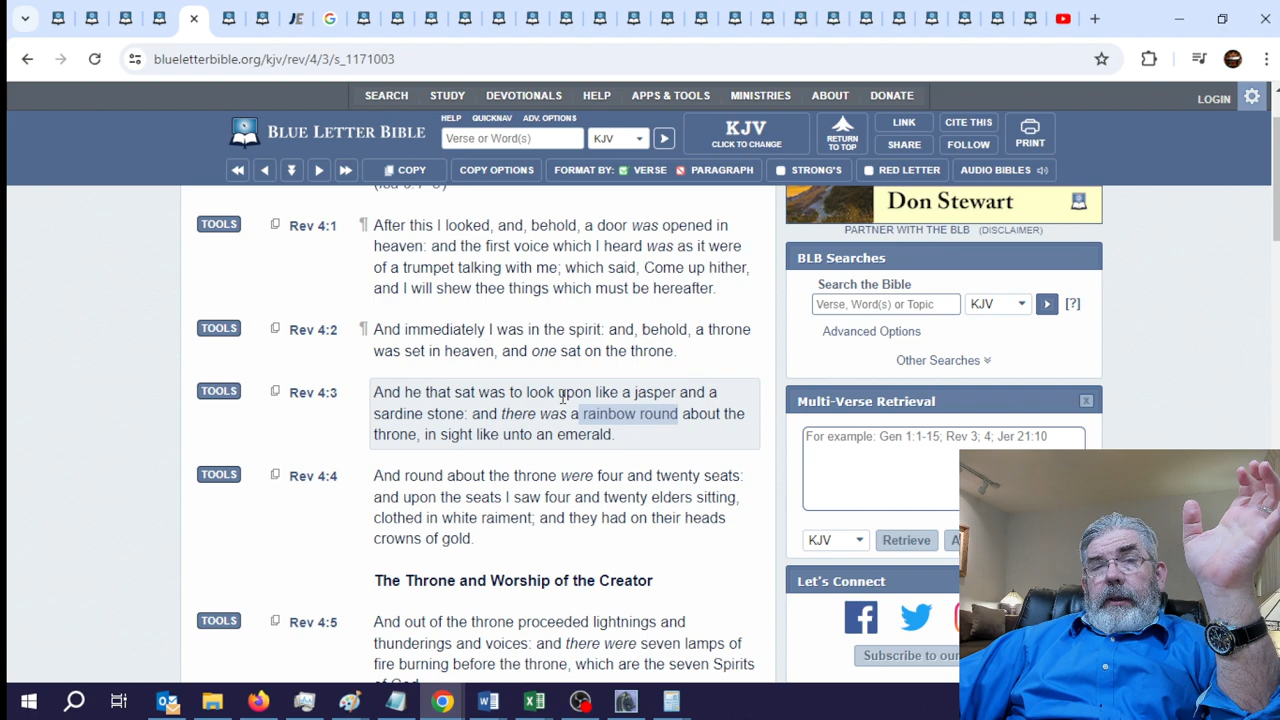 JE
blueletterbible.org/kjv/rev/4/3/s_1171003
SEARCH STUDY DEVOTIONALS HELP APPS & TOOLS MINISTRIES ABOUT DONATE
LOGIN
BLUE LETTER BIBLE
HELP QUICKNAV ADV. OPTIONS
Verse or Word(s) KJV
KJV
CLICK TO CHANGE
RETURN
TO TOP
LINK CITE THIS
SHARE FOLLOW
PRINT
COPY COPY OPTIONS FORMAT BY: VERSE PARAGRAPH STRONG'S RED LETTER AUDIO BIBLES
TOOLS Rev 4:1 ¶ After this I looked, and, behold, a door was opened in
heaven: and the first voice which I heard was as it were
of a trumpet talking with me; which said, Come up hither,
and I will shew thee things which must be hereafter.
TOOLS Rev 4:2 ¶ And immediately I was in the spirit: and, behold, a throne
was set in heaven, and one sat on the throne.
TOOLS Rev 4:3 And he that sat was to look upon like a jasper and a
sardine stone: and there was a rainbow round about the
throne, in sight like unto an emerald.
TOOLS Rev 4:4 And round about the throne were four and twenty seats:
and upon the seats I saw four and twenty elders sitting,
clothed in white raiment; and they had on their heads
crowns of gold.
The Throne and Worship of the Creator
TOOLS Rev 4:5 And out of the throne proceeded lightnings and
thunderings and voices: and there were seven lamps of
fire burning before the throne, which are the seven Spirits
Don Stewart
PARTNER WITH THE BLB (DISCLAIMER)
BLB Searches
Search the Bible
Verse, Word(s) or Topic KJV [?]
Advanced Options
Other Searches
Multi-Verse Retrieval x
For example: Gen 1:1-15; Rev 3; 4; Jer 21:10
KJV Retrieve A
Let's Connect
Subscribe to ou